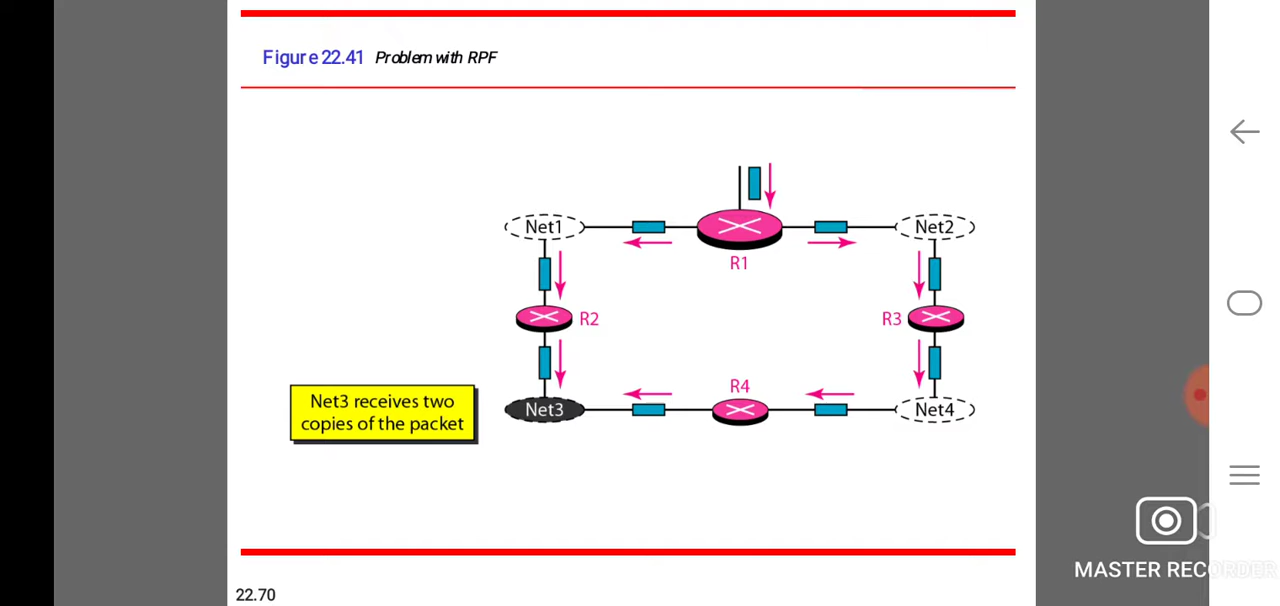 Figure 22.41 Problem with RPF
Net1
R1
Net2
R2
R3
Net3 receives two
copies of the packet
Net3
R4
Net4
22.70
MASTER RECORDER